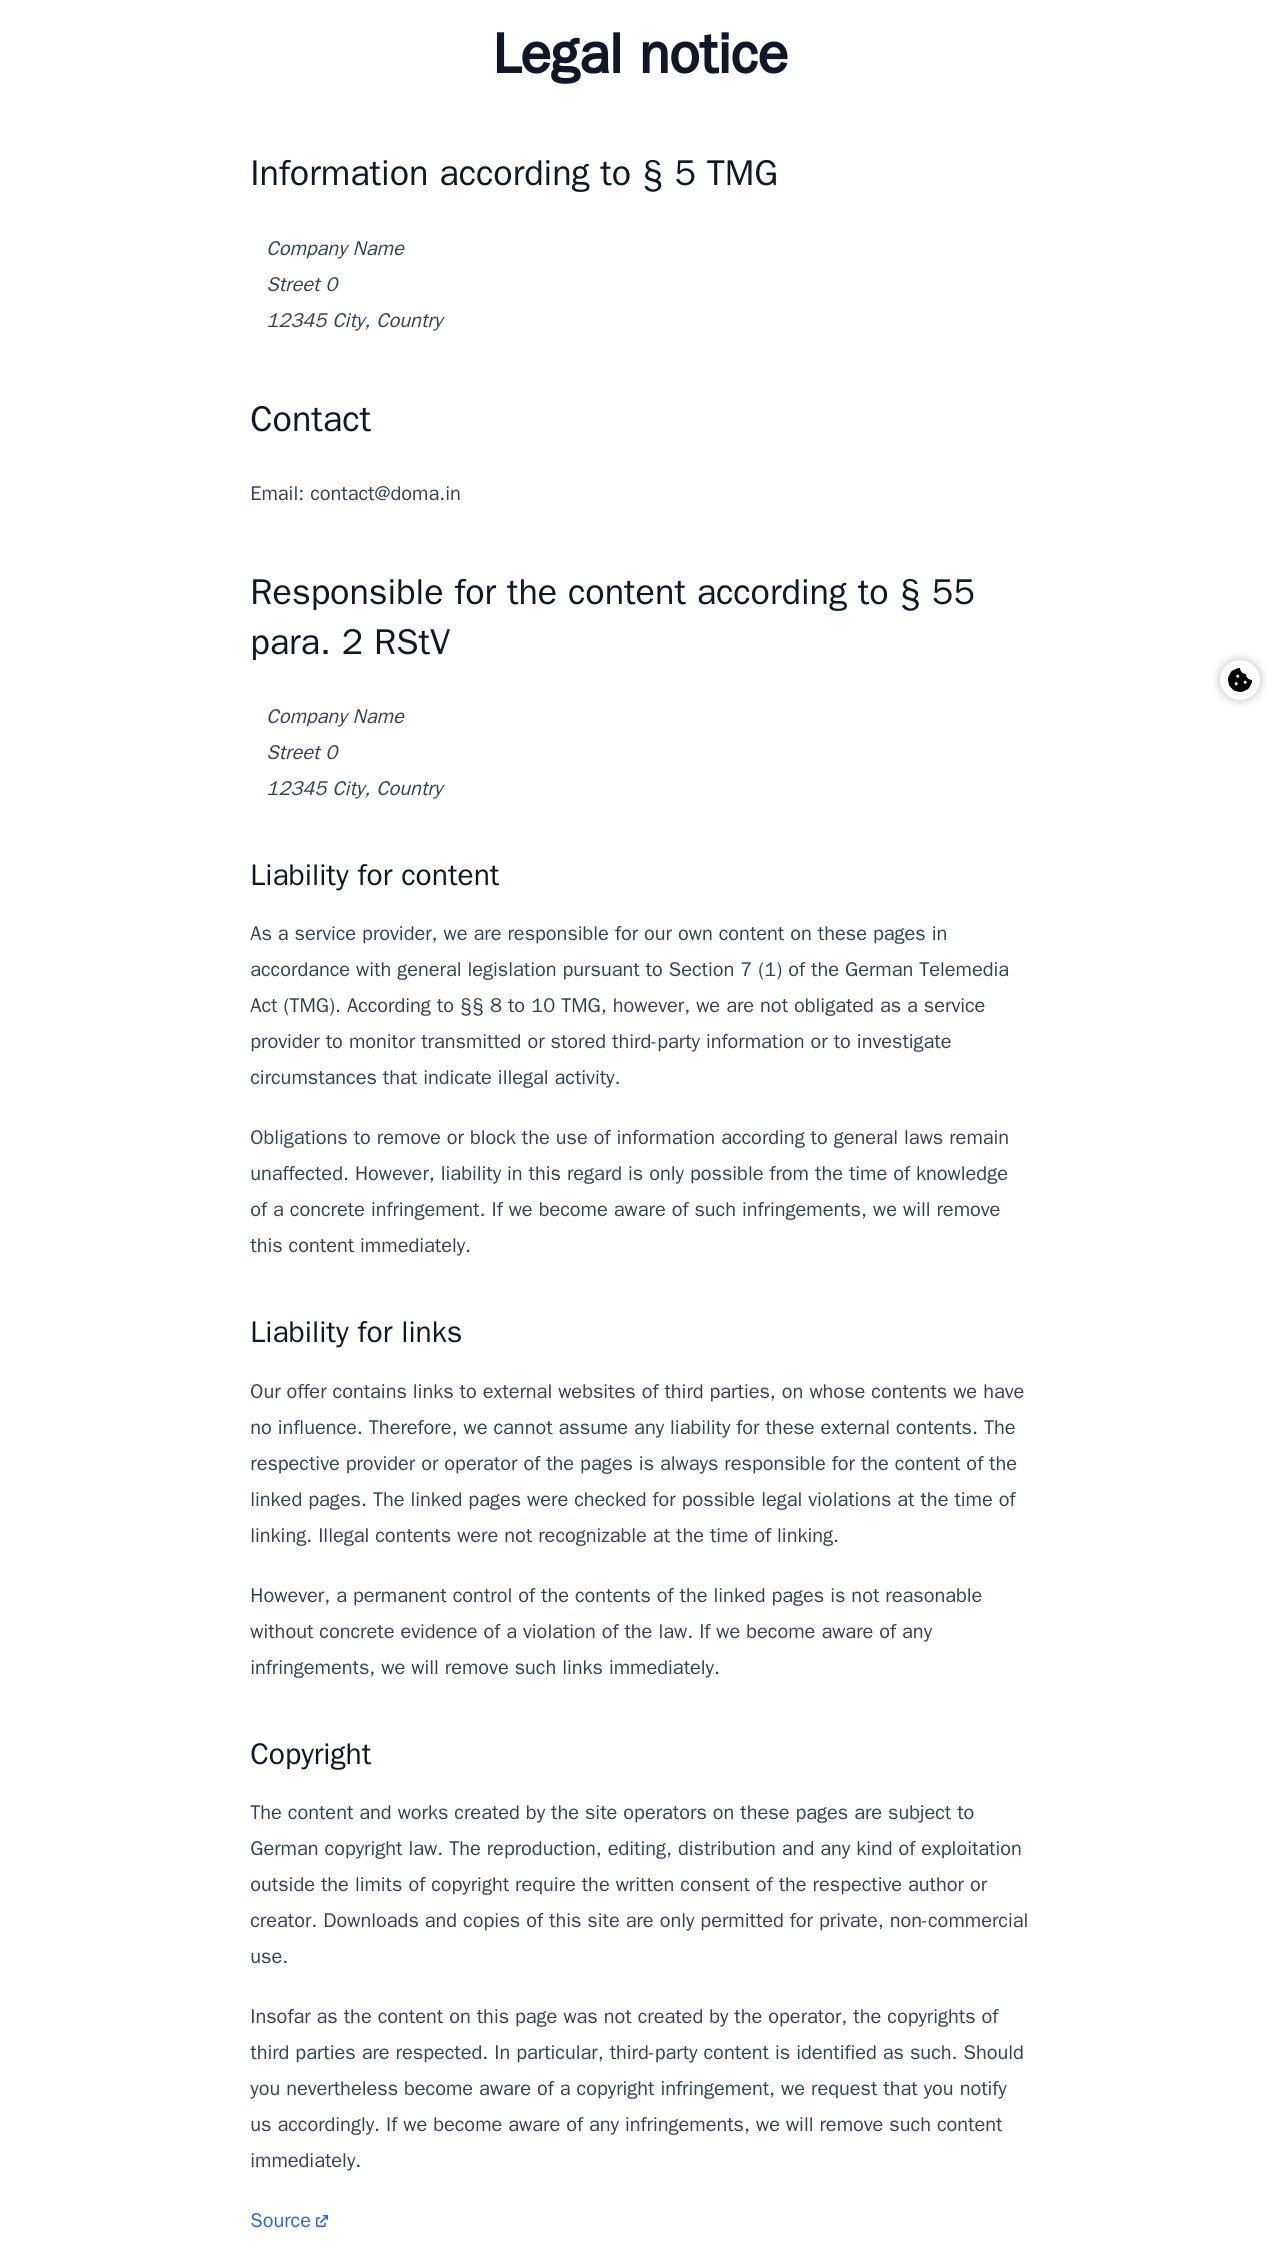 Legal notice
Information according to § 5 TMG
Company Name
Street 0
12345 City, Country
Contact
Email: contact@doma.in
Responsible for the content according to § 55
para. 2 RStV
Company Name
Street 0
12345 City, Country
Liability for content
As a service provider, we are responsible for our own content on these pages in
accordance with general legislation pursuant to Section 7 (1) of the German Telemedia
Act (TMG). According to §§ 8 to 10 TMG, however, we are not obligated as a service
provider to monitor transmitted or stored third-party information or to investigate
circumstances that indicate illegal activity.
Obligations to remove or block the use of information according to general laws remain
unaffected. However, liability in this regard is only possible from the time of knowledge
of a concrete infringement. If we become aware of such infringements, we will remove
this content immediately.
Liability for links
Our offer contains links to external websites of third parties, on whose contents we have
no influence. Therefore, we cannot assume any liability for these external contents. The
respective provider or operator of the pages is always responsible for the content of the
linked pages. The linked pages were checked for possible legal violations at the time of
linking. Illegal contents were not recognizable at the time of linking.
However, a permanent control of the contents of the linked pages is not reasonable
without concrete evidence of a violation of the law. If we become aware of any
infringements, we will remove such links immediately.
Copyright
The content and works created by the site operators on these pages are subject to
German copyright law. The reproduction, editing, distribution and any kind of exploitation
outside the limits of copyright require the written consent of the respective author or
creator. Downloads and copies of this site are only permitted for private, non-commercial
use.
Insofar as the content on this page was not created by the operator, the copyrights of
third parties are respected. In particular, third-party content is identified as such. Should
you nevertheless become aware of a copyright infringement, we request that you notify
us accordingly. If we become aware of any infringements, we will remove such content
immediately.
Source